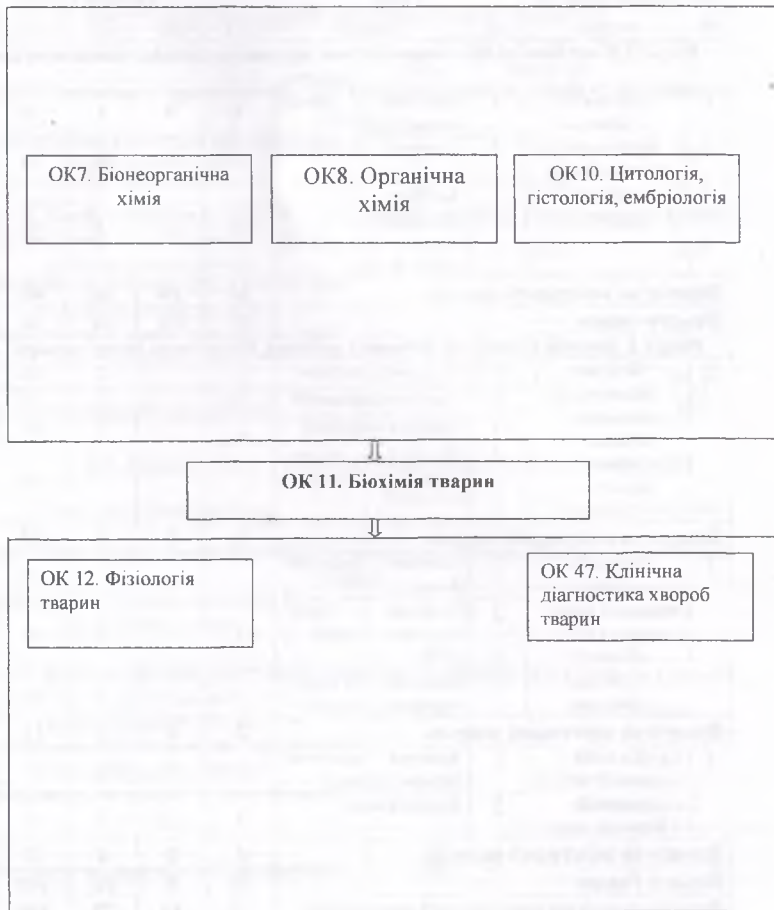 ОК7. Біонеорганічна
хімія
ОК8. Органічна
хімія
ОК10. Цитологія,
гістологія, ембріологія
ОК 11. Біохімія тварин
ОК 12. Фізіологія
тварин
ОК 47. Клінічна
діагностика хвороб
тварин